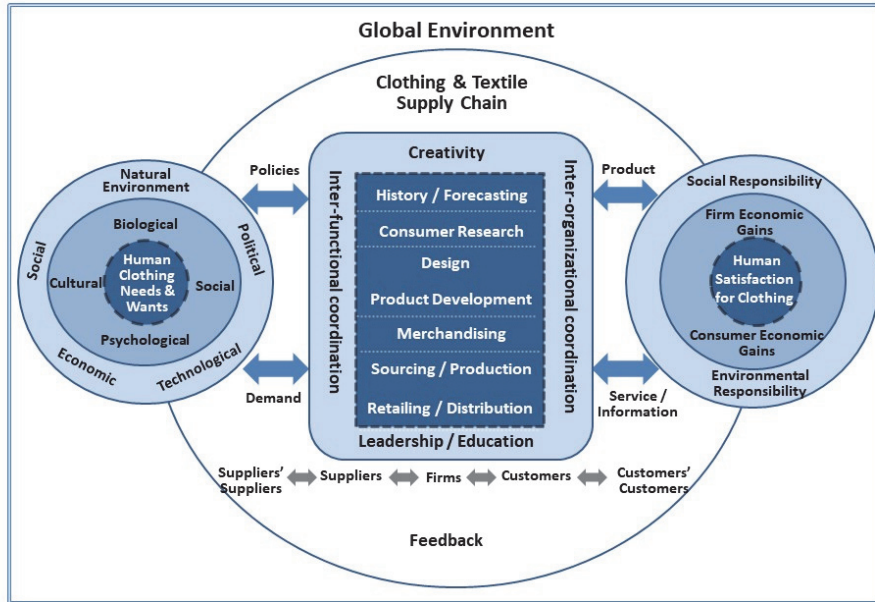 Global Environment
Clothing & Textile
Supply Chain
Natural
Environment
Social
Political
Economic
Technological
Biological
Cultural
Social
Psychological
Human
Clothing
Needs &
Wants
Policies
Demand
Creativity
Inter-functional coordination
History / Forecasting
Consumer Research
Design
Product Development
Merchandising
Sourcing / Production
Retailing / Distribution
Inter-organizational coordination
Leadership / Education
Product
Service /
Information
Social Responsibility
Firm Economic
Gains
Human
Satisfaction
for Clothing
Consumer Economic
Gains
Environmental
Responsibility
Suppliers'
Suppliers
Suppliers
Firms
Customers
Customers'
Customers
Feedback